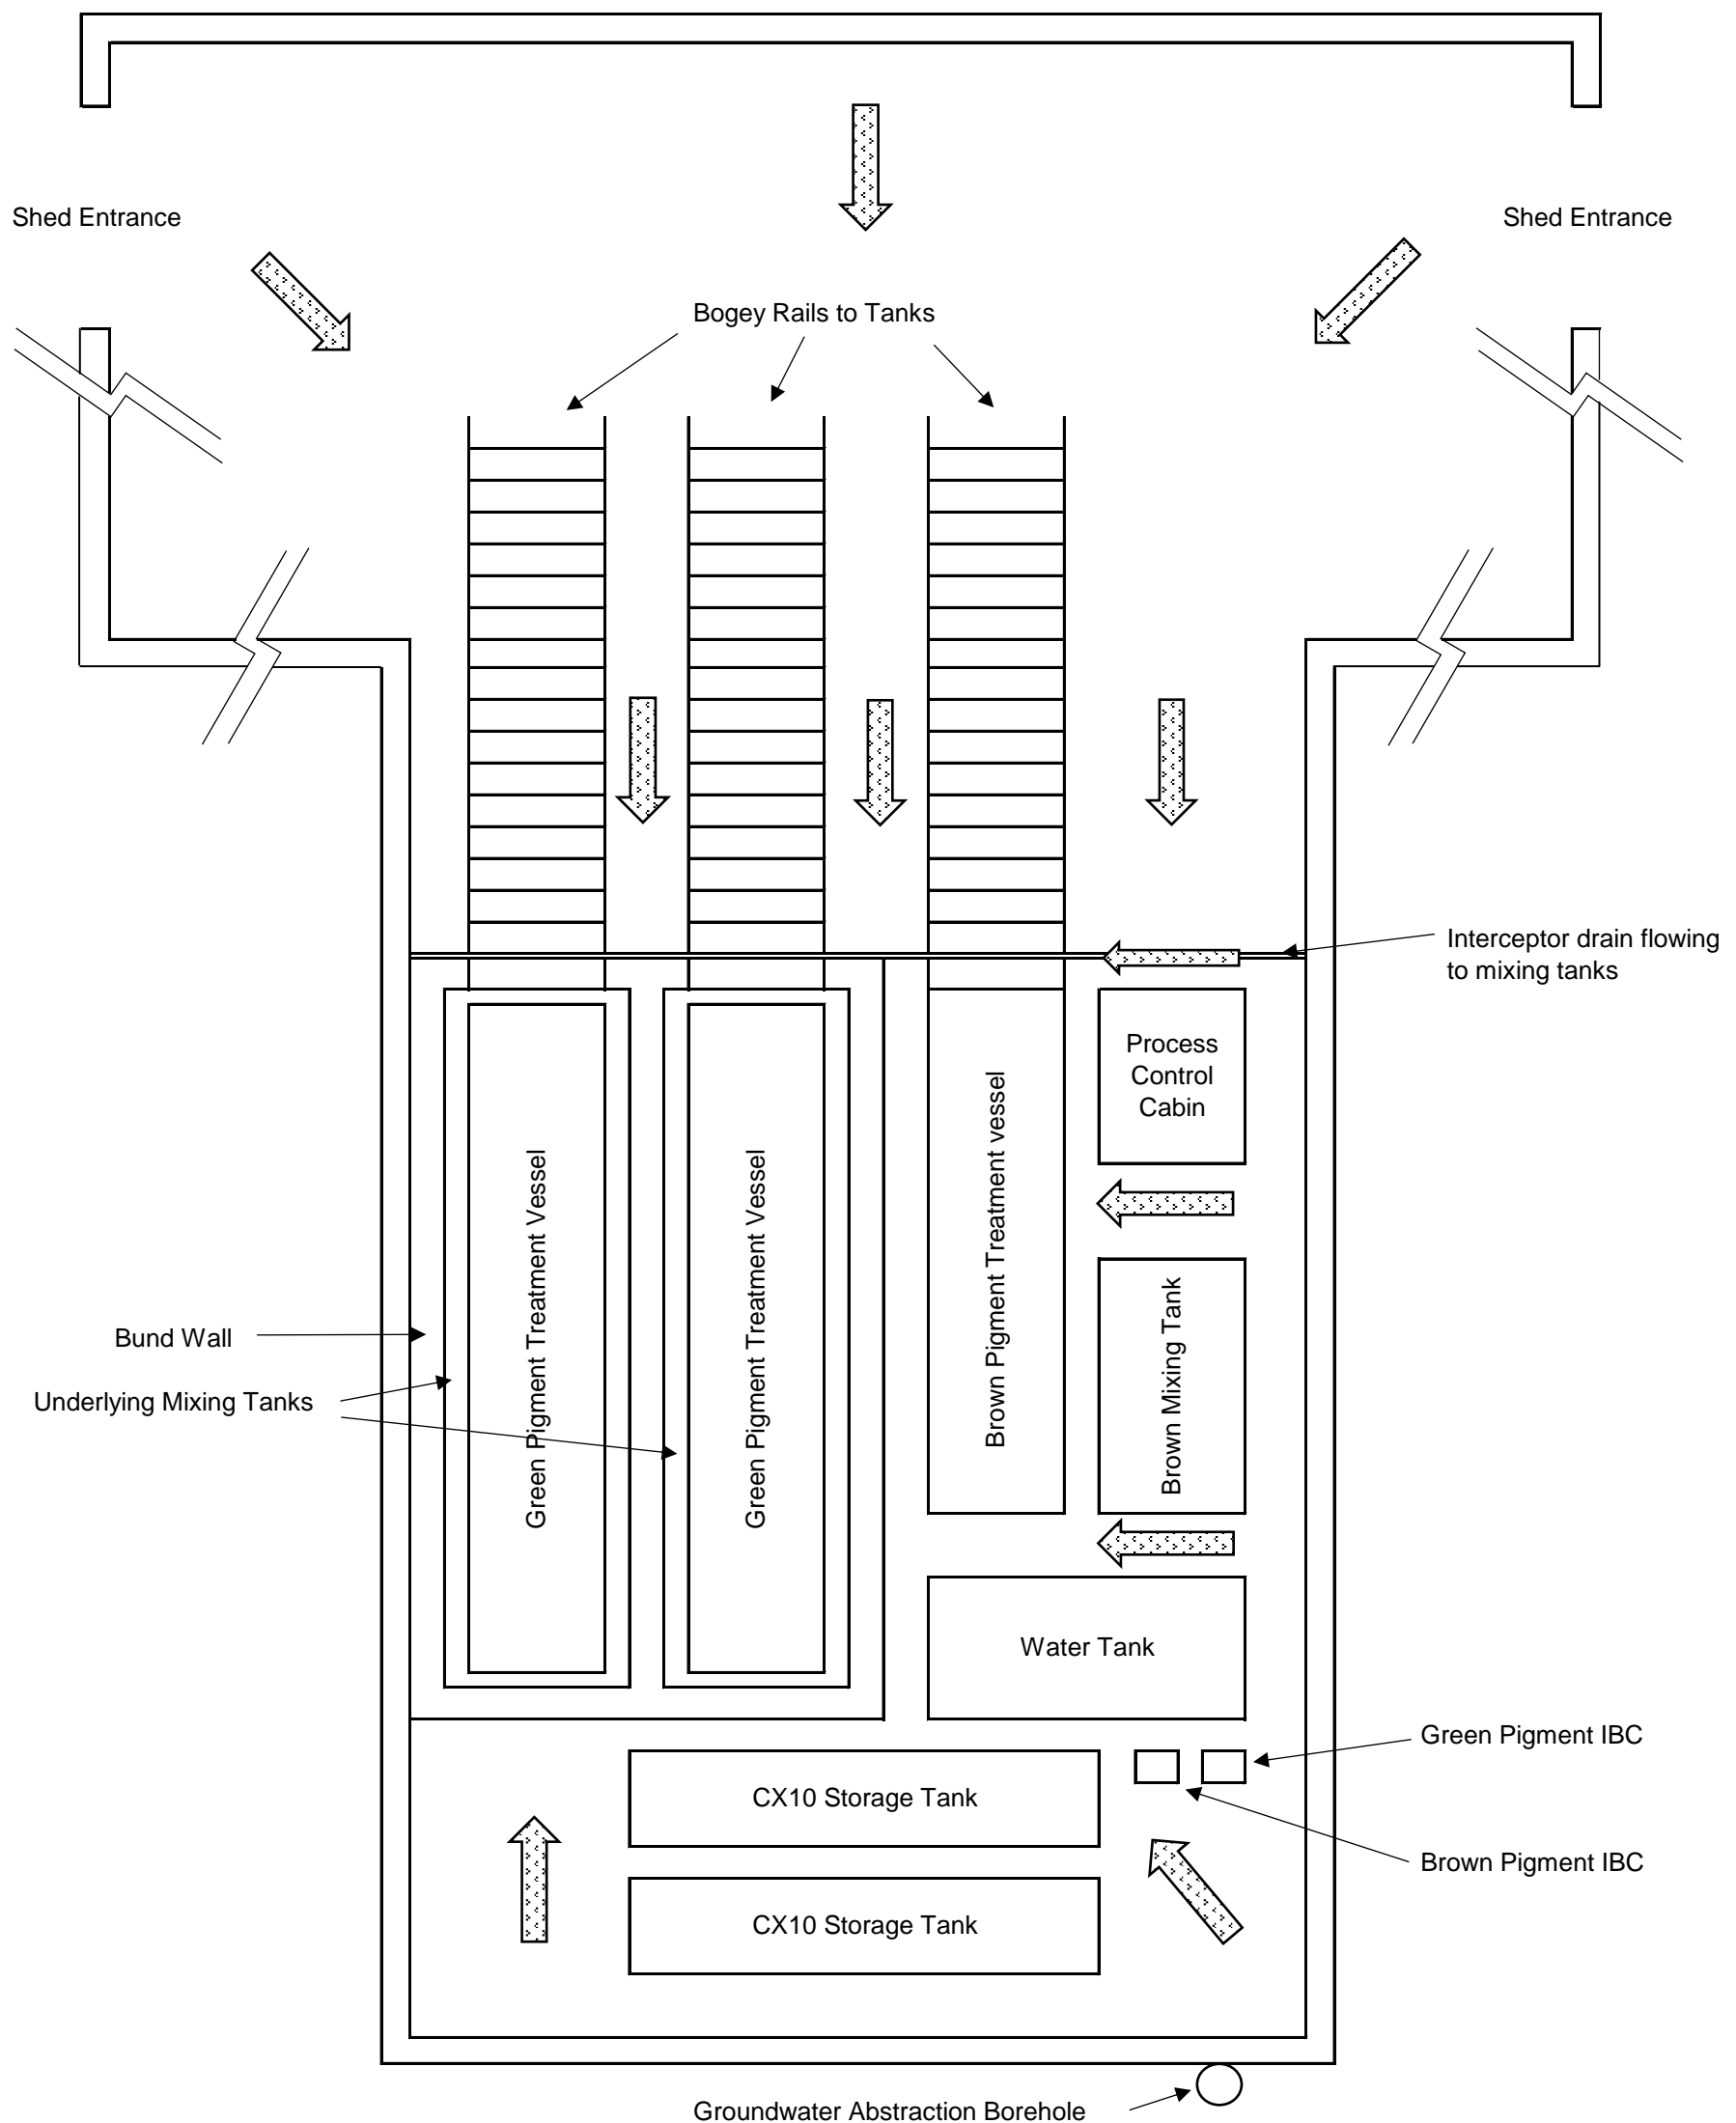 Shed Entrance
Shed Entrance
Bogey Rails to Tanks
Interceptor drain flowing
to mixing tanks
Process
Control
Cabin
Green Pigment Treatment Vessel
Green Pigment Treatment Vessel
Brown Pigment Treatment vessel
Brown Mixing Tank
Bund Wall
Underlying Mixing Tanks
Water Tank
Green Pigment IBC
CX10 Storage Tank
Brown Pigment IBC
CX10 Storage Tank
Groundwater Abstraction Borehole